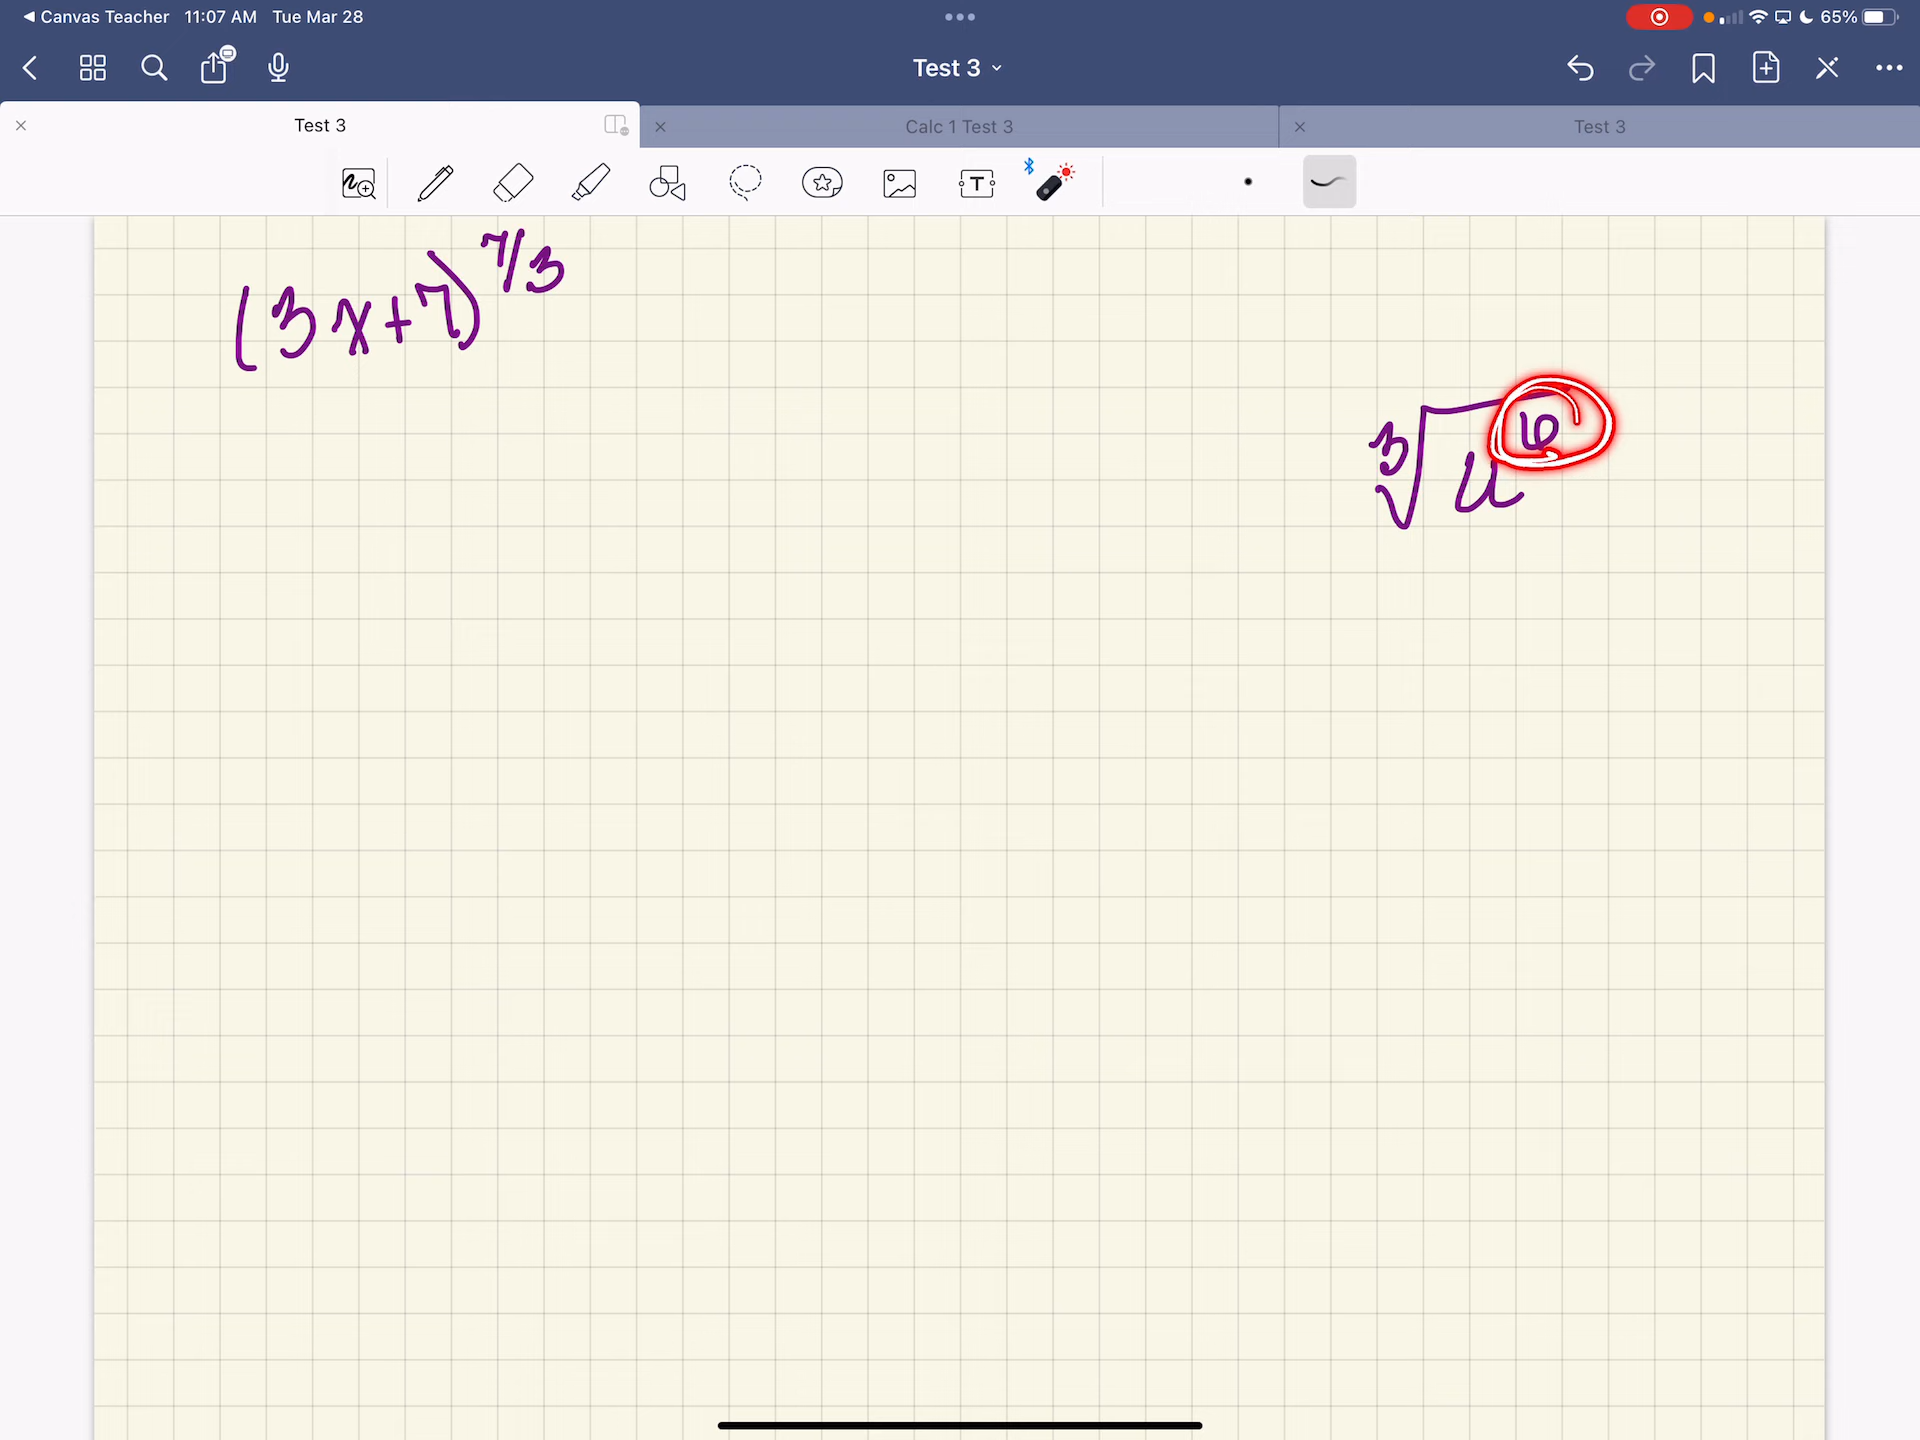 Canvas Teacher 11:07 AM Tue Mar 28 65%
Test 3
Test 3 Calc 1 Test 3 Test 3
T
(3x+7)^7/3
∛u^6